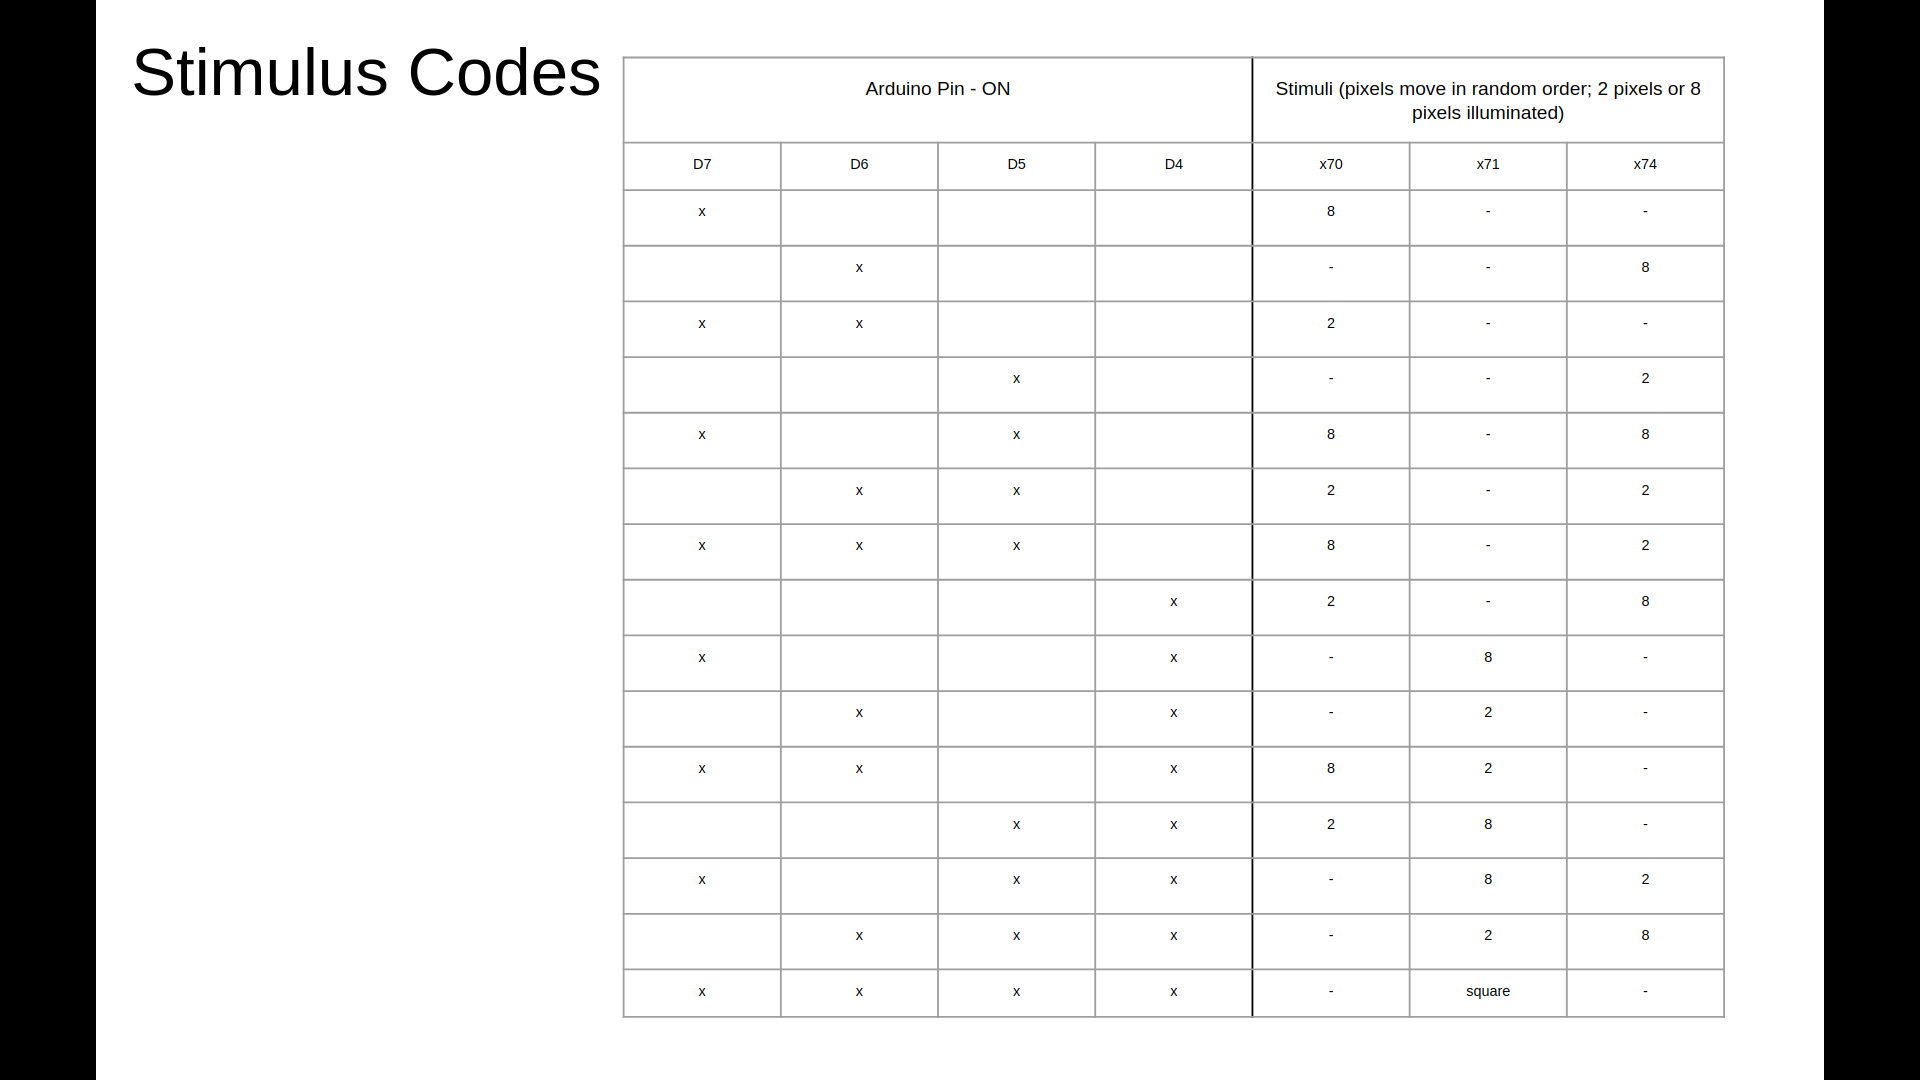 Stimulus Codes
Arduino Pin - ON
Stimuli (pixels move in random order; 2 pixels or 8
pixels illuminated)
D7 D6 D5 D4 x70 x71 x74
x 8 - -
x - - 8
x x 2 - -
x - - 2
x x 8 - 8
x x 2 - 2
x x x 8 - 2
x 2 - 8
x x - 8 -
x x - 2 -
x x x 8 2 -
x x 2 8 -
x x x - 8 2
x x x - 2 8
x x x x - square -